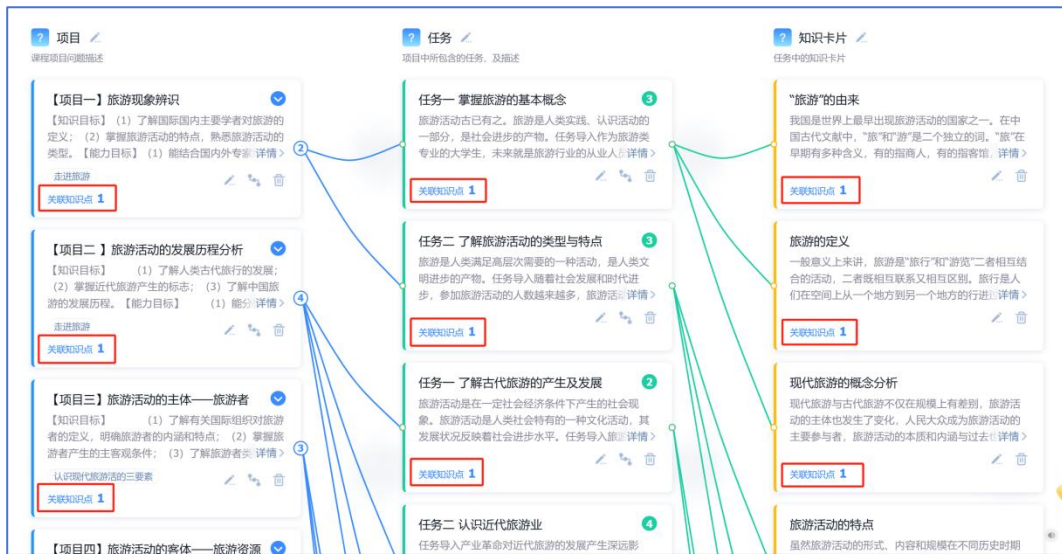 项目
课程项目问题描述
【项目一】旅游现象辨识
【知识目标】（1）了解国际国内主要学者对旅游的
定义；（2）掌握旅游活动的特点，熟悉旅游活动的
类型。【能力目标】（1）能结合国内外专家 详情>
走进旅游
关联知识点 1
2
【项目二 】旅游活动的发展历程分析
【知识目标】 （1）了解人类古代旅行的发展；
（2）掌握近代旅游产生的标志；（3）了解中国旅
游的发展历程。【能力目标】 （1）能分 详情>
走进旅游
关联知识点 1
4
【项目三】旅游活动的主体——旅游者
【知识目标】 （1）了解有关国际组织对旅游
者的定义，明确旅游者的内涵和特点；（2）掌握旅
游者产生的主客观条件；（3）了解旅游者类 详情>
认识现代旅游活的三要素
关联知识点 1
3
【项目四】旅游活动的客体——旅游资源
任务
项目中所包含的任务、及描述
任务一 掌握旅游的基本概念 3
旅游活动古已有之。旅游是人类实践、认识活动的
一部分，是社会进步的产物。任务导入作为旅游类
专业的大学生，未来就是旅游行业的从业人 详情>
关联知识点 1
任务二 了解旅游活动的类型与特点 3
旅游是人类满足高层次需要的一种活动，是人类文
明进步的产物。任务导入随着社会发展和时代进
步，参加旅游活动的人数越来越多，旅游活 详情>
关联知识点 1
任务一 了解古代旅游的产生及发展 2
旅游活动是在一定社会经济条件下产生的社会现
象。旅游活动是人类社会特有的一种文化活动，其
发展状况反映着社会进步水平。任务导入旅 详情>
关联知识点 1
任务二 认识近代旅游业 4
任务导入产业革命对近代旅游的发展产生深远影
知识卡片
任务中的知识卡片
“旅游”的由来
我国是世界上最早出现旅游活动的国家之一。在中
国古代文献中，“旅”和“游”是二个独立的词。“旅”在
早期有多种含义，有的指商人，有的指客馆， 详情>
关联知识点 1
旅游的定义
一般意义上来讲，旅游是“旅行”和“游览”二者相互结
合的活动，二者既相互联系又相互区别。旅行是人
们在空间上从一个地方到另一个地方的行进 详情>
关联知识点 1
现代旅游的概念分析
现代旅游与古代旅游不仅在规模上有差别，旅游活
动的主体也发生了变化，人民大众成为旅游活动的
主要参与者，旅游活动的本质和内涵与过去 详情>
关联知识点 1
旅游活动的特点
虽然旅游活动的形式、内容和规模在不同历史时期